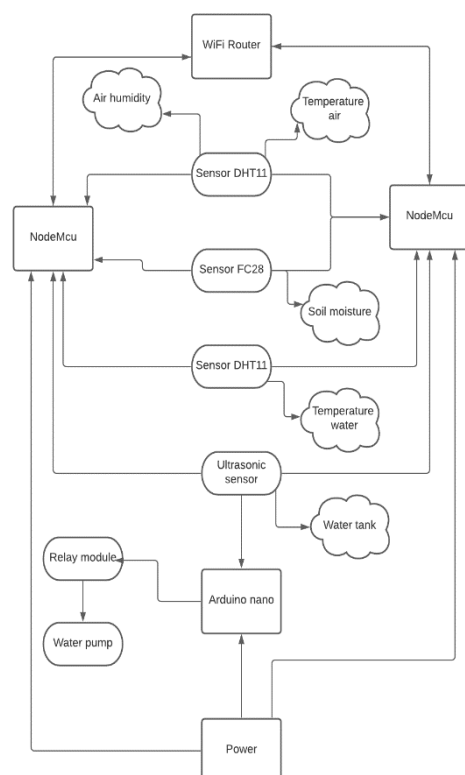 WiFi Router
Air humidity
Temperature
air
Sensor DHT11
NodeMcu
NodeMcu
Sensor FC28
Soil moisture
Sensor DHT11
Temperature
water
Ultrasonic
sensor
Water tank
Relay module
Arduino nano
Water pump
Power